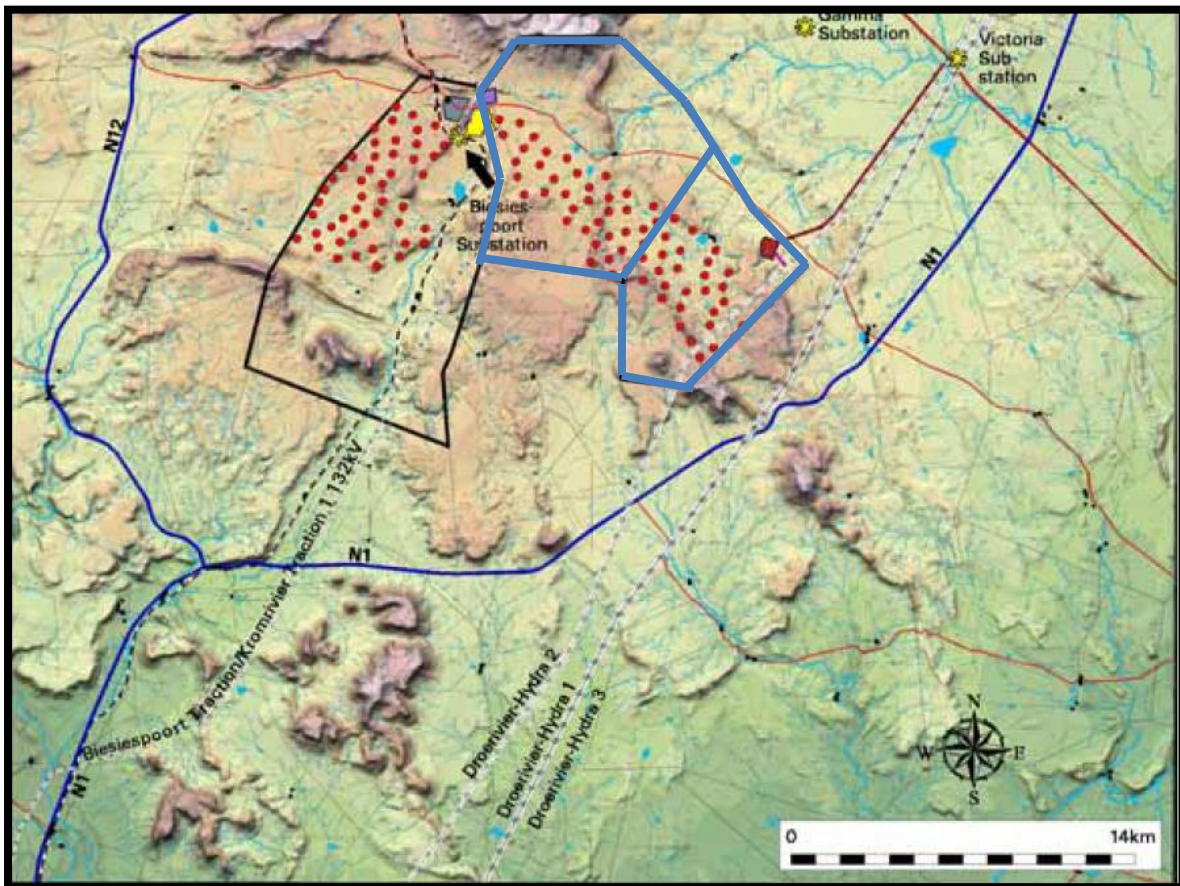 Gamma
Substation
Victoria
Sub-
station
N12
Biesies-
poort
Substation
N1
N1
Biesiespoort Traction/Kromrivier Traction 1 132kV
Droerivier-Hydra 2
Droerivier-Hydra 1
Droerivier-Hydra 3
N1
N
W
E
S
0
14km